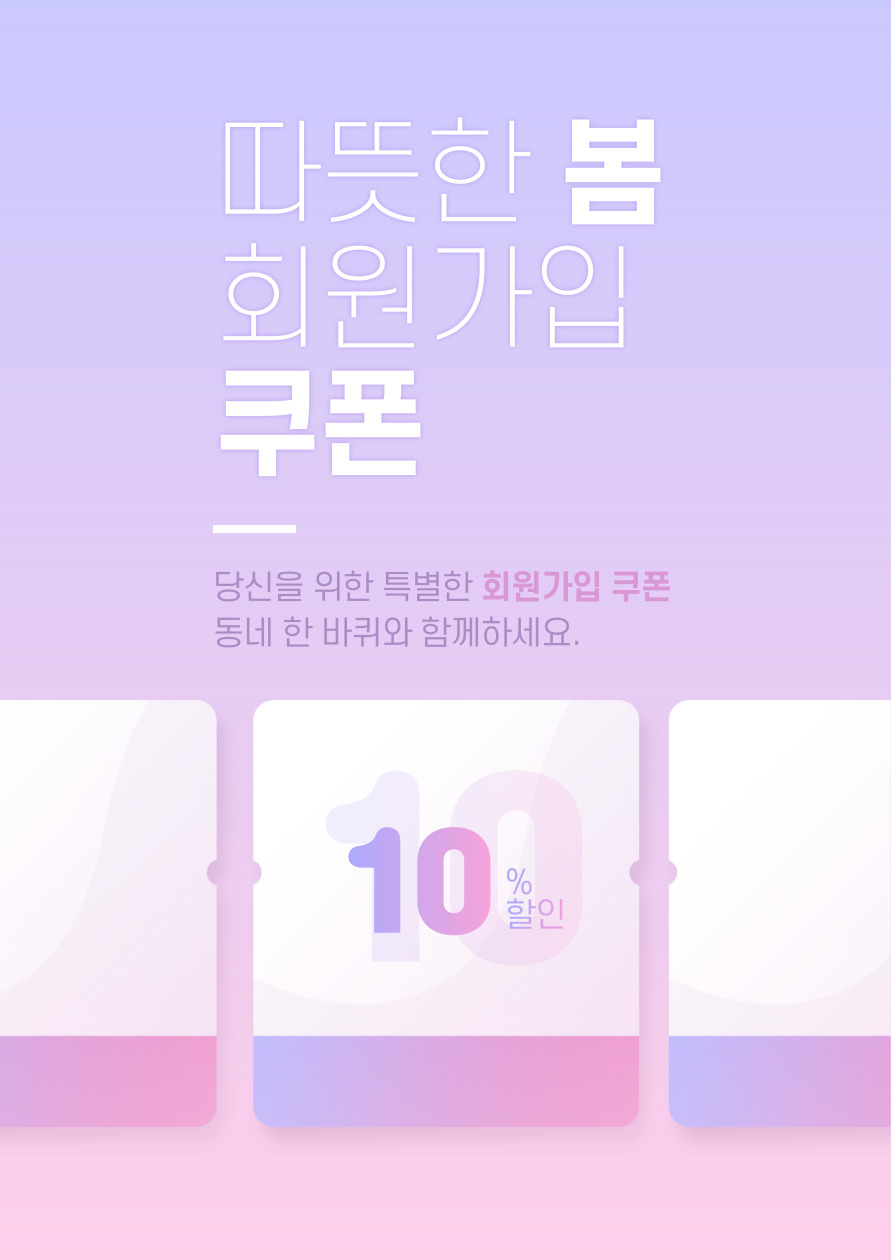 따뜻한 봄
회원가입
쿠폰
당신을 위한 특별한 회원가입 쿠폰
동네 한 바퀴와 함께하세요.
10
10
%
할인